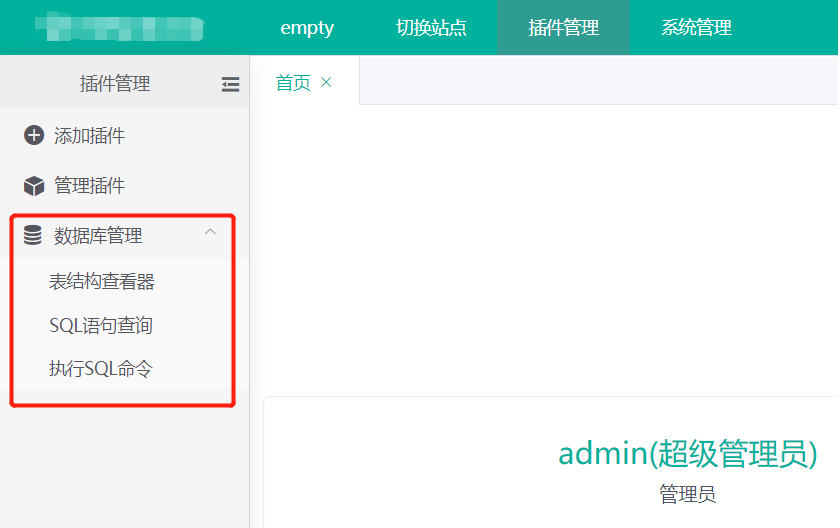 empty 切换站点 插件管理 系统管理
插件管理
首页
添加插件
管理插件
数据库管理
表结构查看器
SQL语句查询
执行SQL命令
admin(超级管理员)
管理员